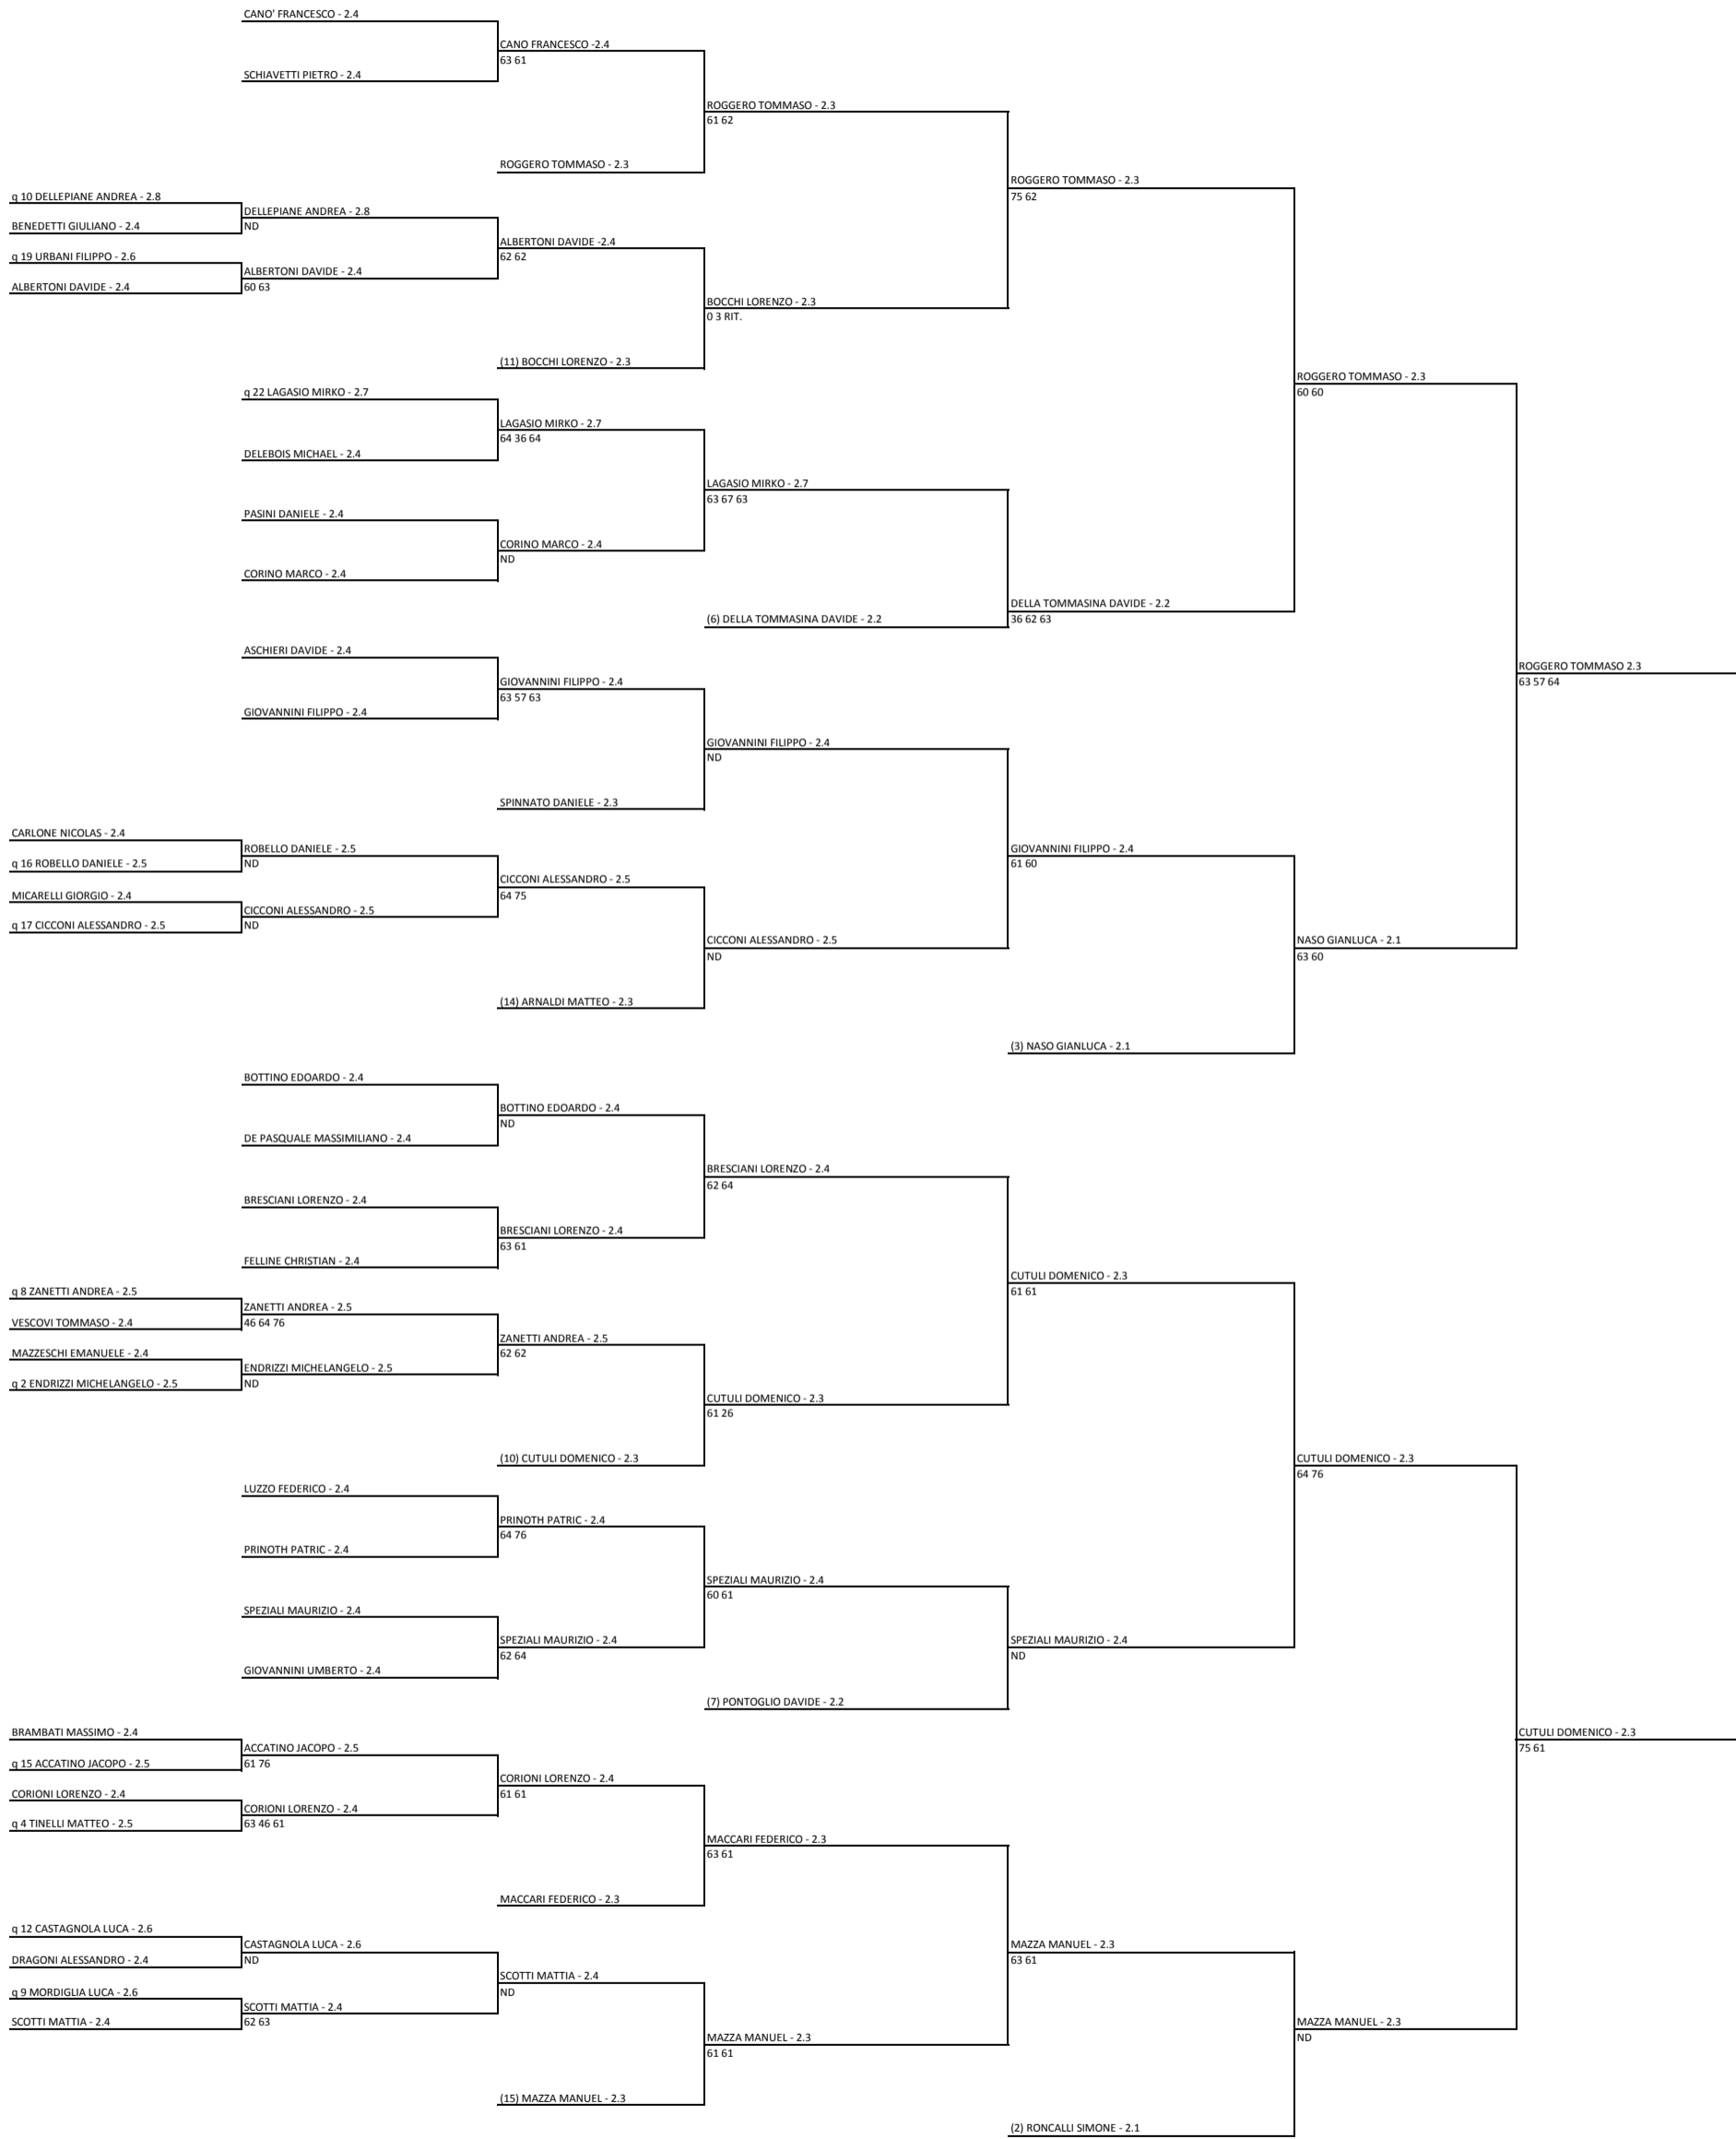 CANO' FRANCESCO - 2.4
CANO FRANCESCO -2.4
63 61
SCHIAVETTI PIETRO - 2.4
ROGGERO TOMMASO - 2.3
61 62
ROGGERO TOMMASO - 2.3
ROGGERO TOMMASO - 2.3
75 62
q 10 DELLEPIANE ANDREA - 2.8
DELLEPIANE ANDREA - 2.8
ND
BENEDETTI GIULIANO - 2.4
ALBERTONI DAVIDE -2.4
62 62
q 19 URBANI FILIPPO - 2.6
ALBERTONI DAVIDE - 2.4
60 63
ALBERTONI DAVIDE - 2.4
BOCCHI LORENZO - 2.3
0 3 RIT.
(11) BOCCHI LORENZO - 2.3
ROGGERO TOMMASO - 2.3
60 60
q 22 LAGASIO MIRKO - 2.7
LAGASIO MIRKO - 2.7
64 36 64
DELEBOIS MICHAEL - 2.4
LAGASIO MIRKO - 2.7
63 67 63
PASINI DANIELE - 2.4
CORINO MARCO - 2.4
ND
CORINO MARCO - 2.4
DELLA TOMMASINA DAVIDE - 2.2
36 62 63
(6) DELLA TOMMASINA DAVIDE - 2.2
ASCHIERI DAVIDE - 2.4
ROGGERO TOMMASO 2.3
63 57 64
GIOVANNINI FILIPPO - 2.4
63 57 63
GIOVANNINI FILIPPO - 2.4
GIOVANNINI FILIPPO - 2.4
ND
SPINNATO DANIELE - 2.3
CARLONE NICOLAS - 2.4
ROBELLO DANIELE - 2.5
ND
q 16 ROBELLO DANIELE - 2.5
GIOVANNINI FILIPPO - 2.4
61 60
CICCONI ALESSANDRO - 2.5
64 75
MICARELLI GIORGIO - 2.4
CICCONI ALESSANDRO - 2.5
ND
q 17 CICCONI ALESSANDRO - 2.5
CICCONI ALESSANDRO - 2.5
ND
NASO GIANLUCA - 2.1
63 60
(14) ARNALDI MATTEO - 2.3
(3) NASO GIANLUCA - 2.1
BOTTINO EDOARDO - 2.4
BOTTINO EDOARDO - 2.4
ND
DE PASQUALE MASSIMILIANO - 2.4
BRESCIANI LORENZO - 2.4
62 64
BRESCIANI LORENZO - 2.4
BRESCIANI LORENZO - 2.4
63 61
FELLINE CHRISTIAN - 2.4
CUTULI DOMENICO - 2.3
61 61
q 8 ZANETTI ANDREA - 2.5
ZANETTI ANDREA - 2.5
46 64 76
VESCOVI TOMMASO - 2.4
ZANETTI ANDREA - 2.5
62 62
MAZZESCHI EMANUELE - 2.4
ENDRIZZI MICHELANGELO - 2.5
ND
q 2 ENDRIZZI MICHELANGELO - 2.5
CUTULI DOMENICO - 2.3
61 26
(10) CUTULI DOMENICO - 2.3
CUTULI DOMENICO - 2.3
64 76
LUZZO FEDERICO - 2.4
PRINOTH PATRIC - 2.4
64 76
PRINOTH PATRIC - 2.4
SPEZIALI MAURIZIO - 2.4
60 61
SPEZIALI MAURIZIO - 2.4
SPEZIALI MAURIZIO - 2.4
62 64
SPEZIALI MAURIZIO - 2.4
ND
GIOVANNINI UMBERTO - 2.4
(7) PONTOGLIO DAVIDE - 2.2
BRAMBATI MASSIMO - 2.4
CUTULI DOMENICO - 2.3
75 61
ACCATINO JACOPO - 2.5
61 76
q 15 ACCATINO JACOPO - 2.5
CORIONI LORENZO - 2.4
61 61
CORIONI LORENZO - 2.4
CORIONI LORENZO - 2.4
63 46 61
q 4 TINELLI MATTEO - 2.5
MACCARI FEDERICO - 2.3
63 61
MACCARI FEDERICO - 2.3
q 12 CASTAGNOLA LUCA - 2.6
CASTAGNOLA LUCA - 2.6
ND
MAZZA MANUEL - 2.3
63 61
DRAGONI ALESSANDRO - 2.4
SCOTTI MATTIA - 2.4
ND
q 9 MORDIGLIA LUCA - 2.6
SCOTTI MATTIA - 2.4
62 63
SCOTTI MATTIA - 2.4
MAZZA MANUEL - 2.3
ND
MAZZA MANUEL - 2.3
61 61
(15) MAZZA MANUEL - 2.3
(2) RONCALLI SIMONE - 2.1